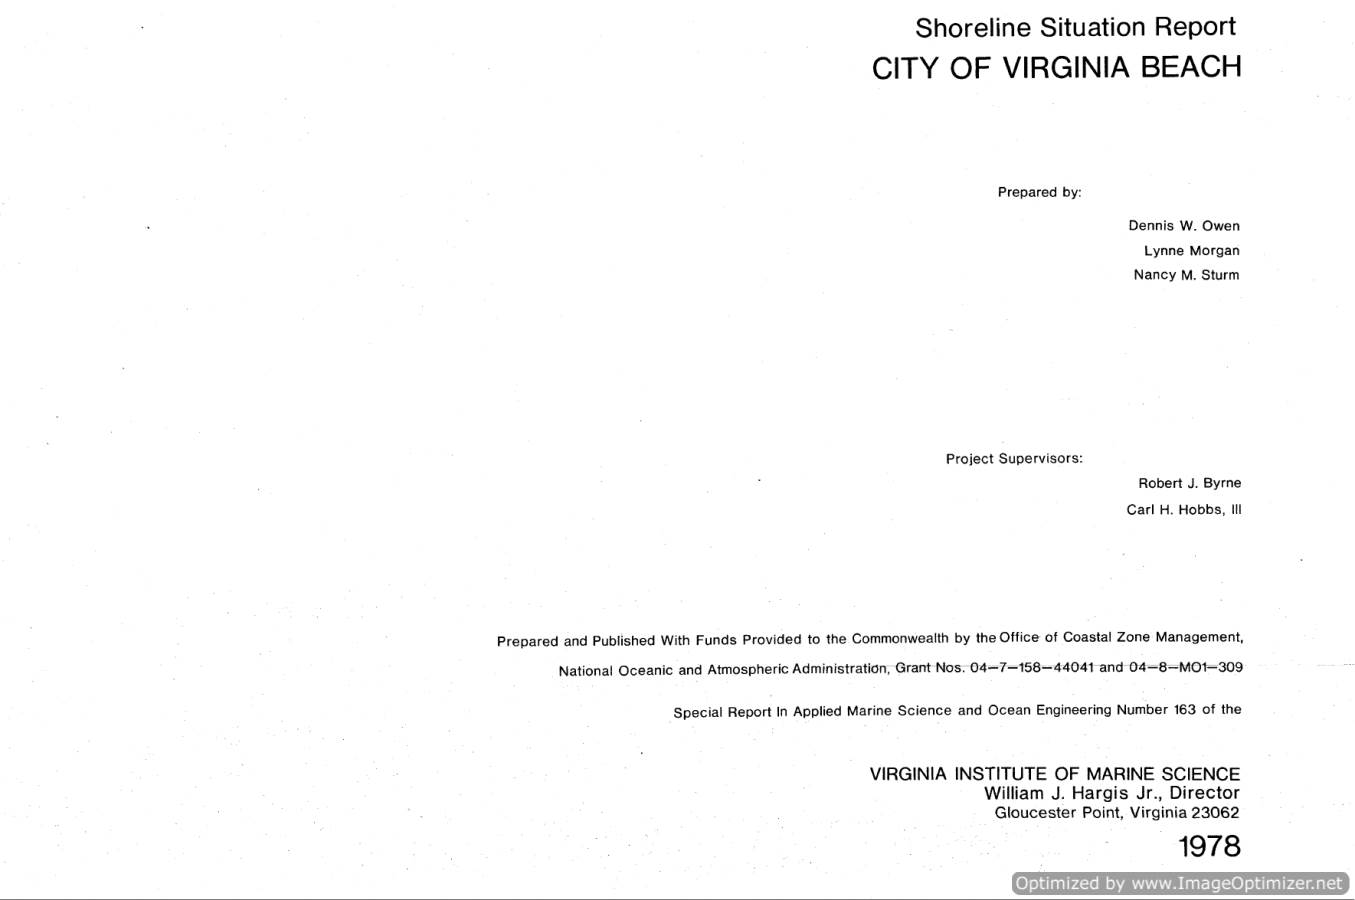 Shoreline Situation Report
CITY OF VIRGINIA BEACH
Prepared by:
Dennis W. Owen
Lynne Morgan
Nancy M. Sturm
Project Supervisors:
Robert J. Byrne
Carl H. Hobbs, III
Prepared and Published With Funds Provided to the Commonwealth by the Office of Coastal Zone Management,
National Oceanic and Atmospheric Administration, Grant Nos. 04—7—158—44041 and 04—8—MO1—309
Special Report In Applied Marine Science and Ocean Engineering Number 163 of the
VIRGINIA INSTITUTE OF MARINE SCIENCE
William J. Hargis Jr., Director
Gloucester Point, Virginia 23062
1978
Optimized by www.ImageOptimizer.net